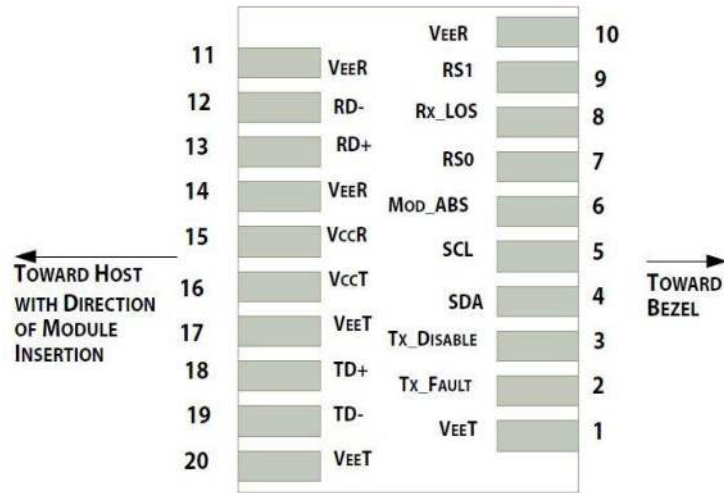 11 VEER
12 RD-
13 RD+
14 VEER
15 VCCR
16 VCCT
17 VEET
18 TD+
19 TD-
20 VEET
VEER 10
RS1 9
RX_LOS 8
RS0 7
MOD_ABS 6
SCL 5
SDA 4
TX_DISABLE 3
TX_FAULT 2
VEET 1
TOWARD HOST
WITH DIRECTION
OF MODULE
INSERTION
TOWARD
BEZEL